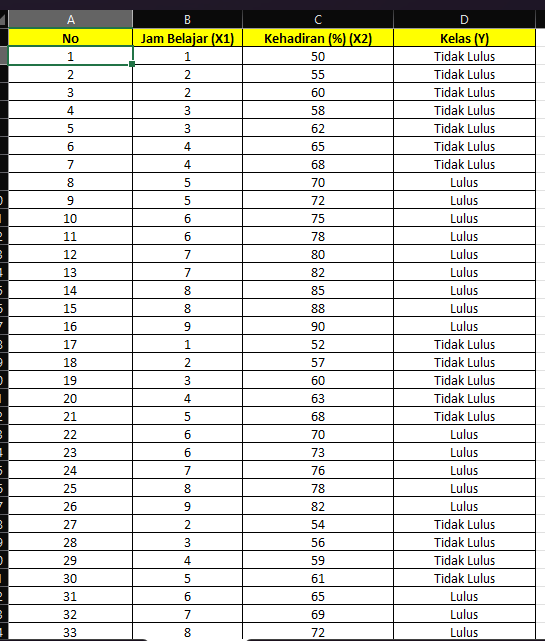 A B C D
No Jam Belajar (X1) Kehadiran (%) (X2) Kelas (Y)
1 1 50 Tidak Lulus
2 2 55 Tidak Lulus
3 2 60 Tidak Lulus
4 3 58 Tidak Lulus
5 3 62 Tidak Lulus
6 4 65 Tidak Lulus
7 4 68 Tidak Lulus
8 5 70 Lulus
9 5 72 Lulus
10 6 75 Lulus
11 6 78 Lulus
12 7 80 Lulus
13 7 82 Lulus
14 8 85 Lulus
15 8 88 Lulus
16 9 90 Lulus
17 1 52 Tidak Lulus
18 2 57 Tidak Lulus
19 3 60 Tidak Lulus
20 4 63 Tidak Lulus
21 5 68 Tidak Lulus
22 6 70 Lulus
23 6 73 Lulus
24 7 76 Lulus
25 8 78 Lulus
26 9 82 Lulus
27 2 54 Tidak Lulus
28 3 56 Tidak Lulus
29 4 59 Tidak Lulus
30 5 61 Tidak Lulus
31 6 65 Lulus
32 7 69 Lulus
33 8 72 Lulus